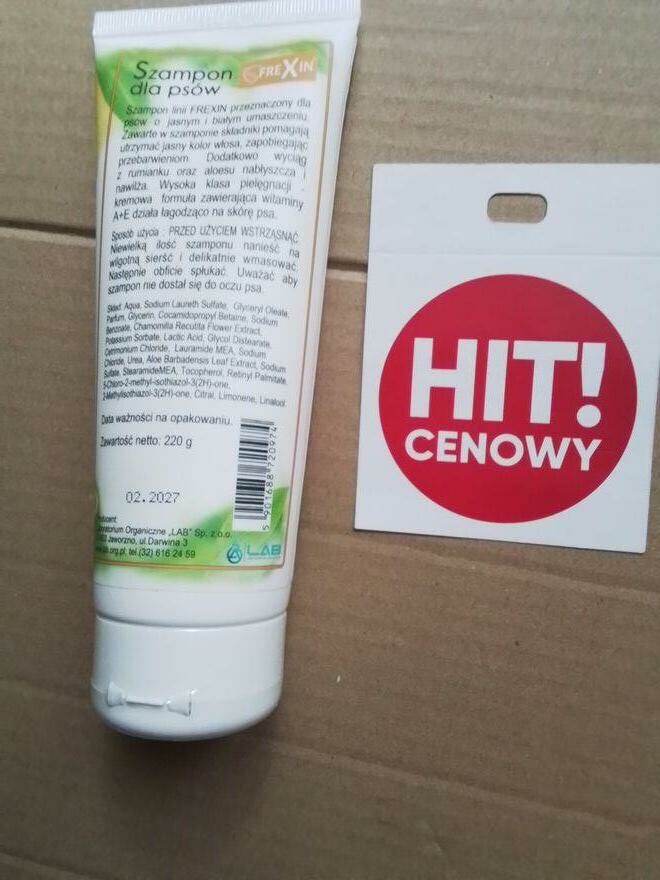 Szampon
dla psów
FREXIN
Szampon linii FREXIN przeznaczony dla
psów o jasnym i białym umaszczeniu.
Zawarte w szamponie składniki pomagają
utrzymać jasny kolor włosa, zapobiegając
przebarwieniom. Dodatkowo wyciąg
z rumianku oraz aloesu nabłyszcza i
nawilża. Wysoka klasa pielęgnacji -
kremowa formuła zawierająca witaminy
A+E działa łagodząco na skórę psa.
Sposób użycia : PRZED UŻYCIEM WSTRZĄSNĄĆ.
Niewielką ilość szamponu nanieść na
wilgotną sierść i delikatnie wmasować.
Następnie obficie spłukać. Uważać aby
szampon nie dostał się do oczu psa.
Skład: Aqua, Sodium Laureth Sulfate, Glyceryl Oleate,
Parfum, Glycerin, Cocamidopropyl Betaine, Sodium
Benzoate, Chamomilla Recutita Flower Extract,
Potassium Sorbate, Lactic Acid, Glycol Distearate,
Cetrimonium Chloride, Lauramide MEA, Sodium
Chloride, Urea, Aloe Barbadensis Leaf Extract, Sodium
Sulfate, StearamideMEA, Tocopherol, Retinyl Palmitate,
5-Chloro-2-methyl-isothiazol-3(2H)-one,
2-Methylisothiazol-3(2H)-one, Citral, Limonene, Linalool.
Data ważności na opakowaniu.
Zawartość netto: 220 g
02.2027
5 901688 720974
Producent:
Laboratorium Organiczne „LAB” Sp. z o.o.
Jaworzno, ul.Darwina 3
tel.(32) 616 24 59
LAB
HIT!
CENOWY